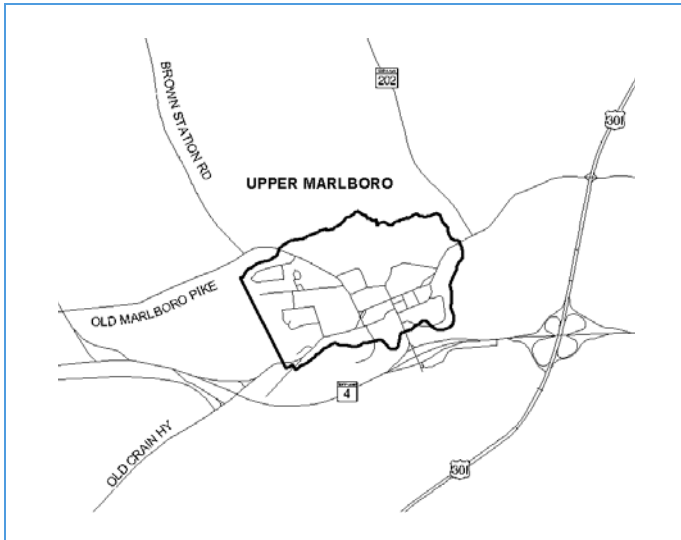 BROWN STATION RD
202
301
UPPER MARLBORO
OLD MARLBORO PIKE
4
OLD CRAIN HY
301